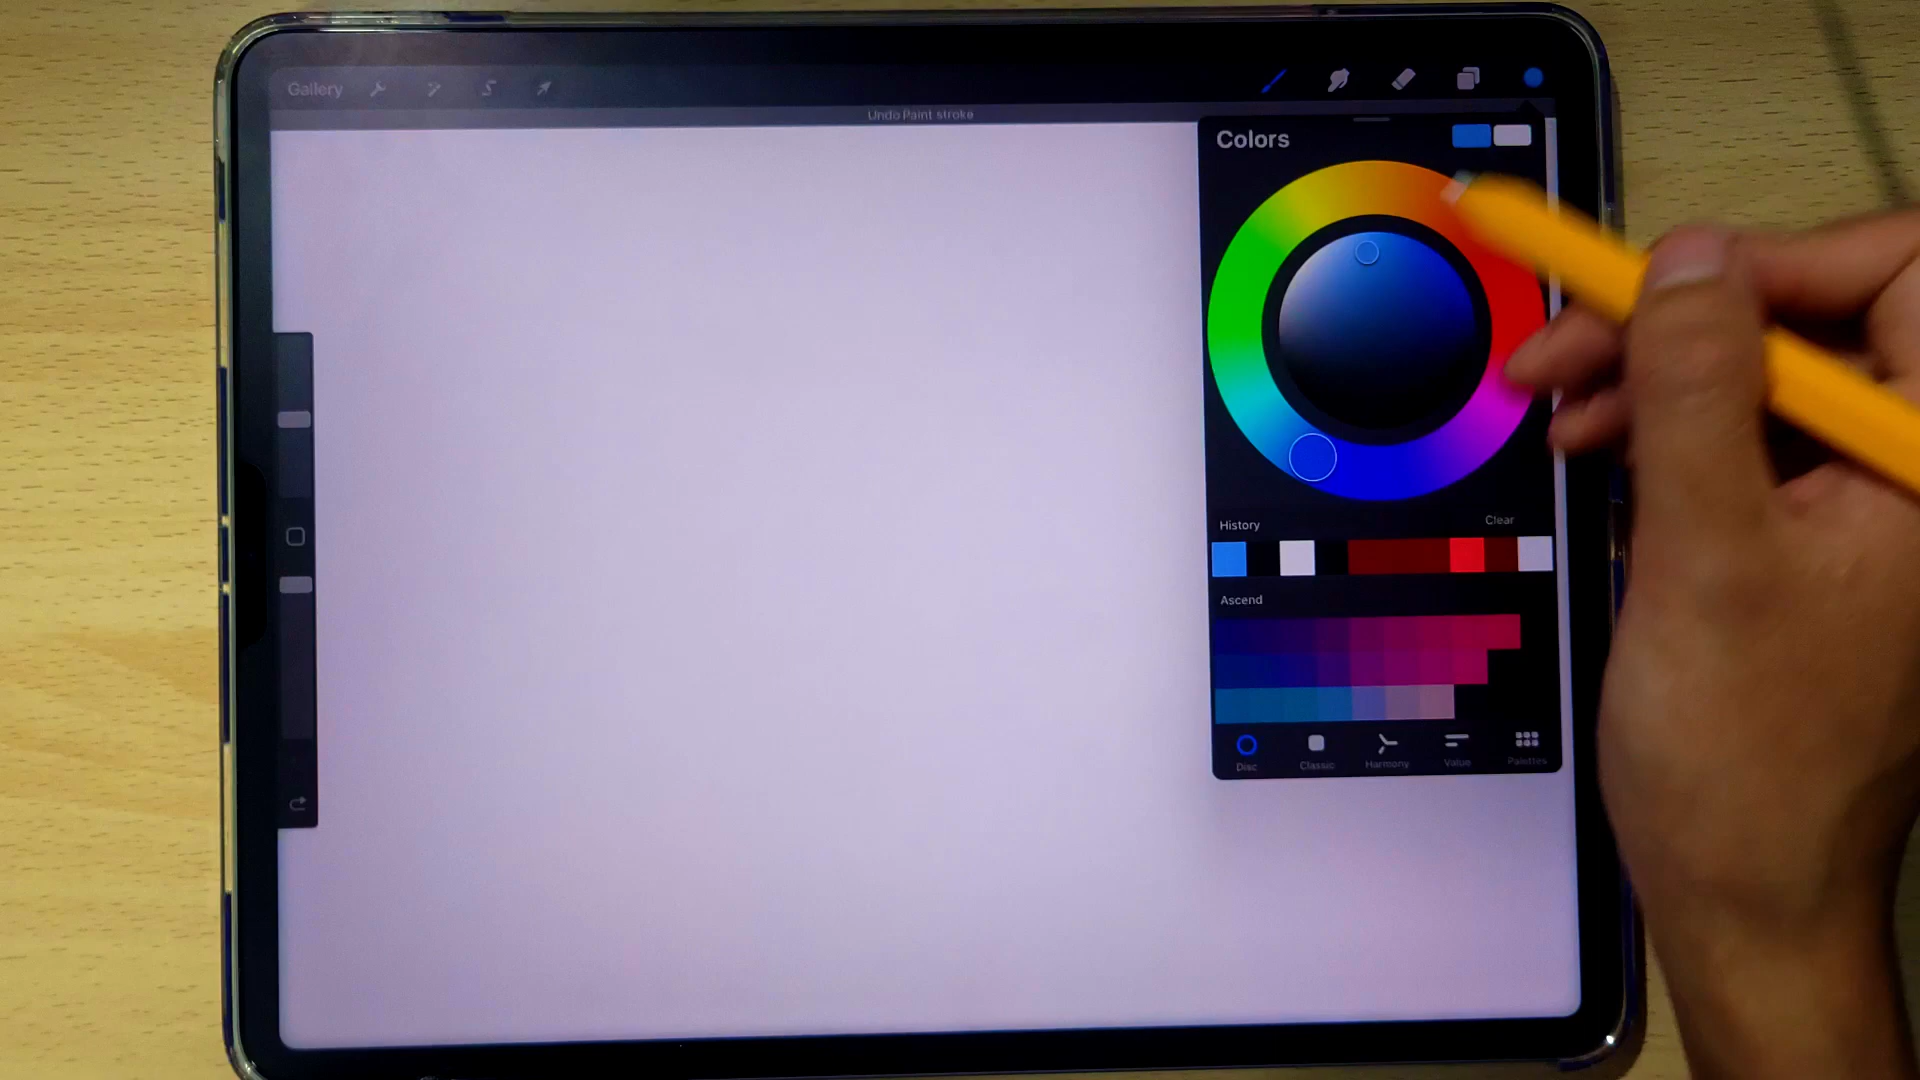 Gallery
Undo Paint stroke
Colors
History
Clear
Ascend
Disc
Classic
Harmony
Value
Palettes